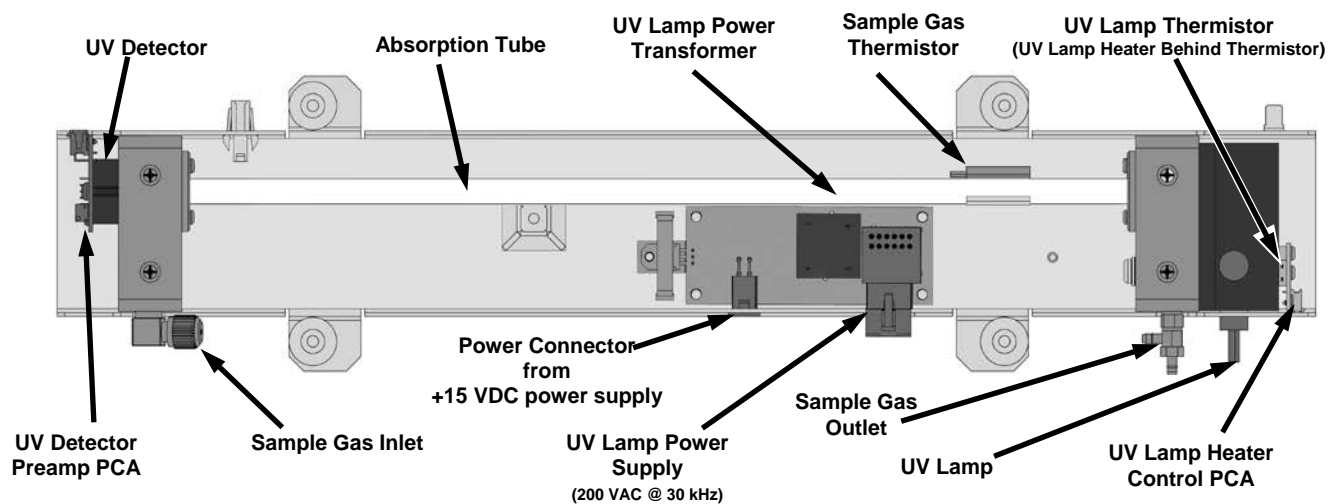 UV Detector
Absorption Tube
UV Lamp Power
Transformer
Sample Gas
Thermistor
UV Lamp Thermistor
(UV Lamp Heater Behind Thermistor)
UV Detector
Preamp PCA
Sample Gas Inlet
Power Connector
from
+15 VDC power supply
UV Lamp Power
Supply
(200 VAC @ 30 kHz)
Sample Gas
Outlet
UV Lamp
UV Lamp Heater
Control PCA